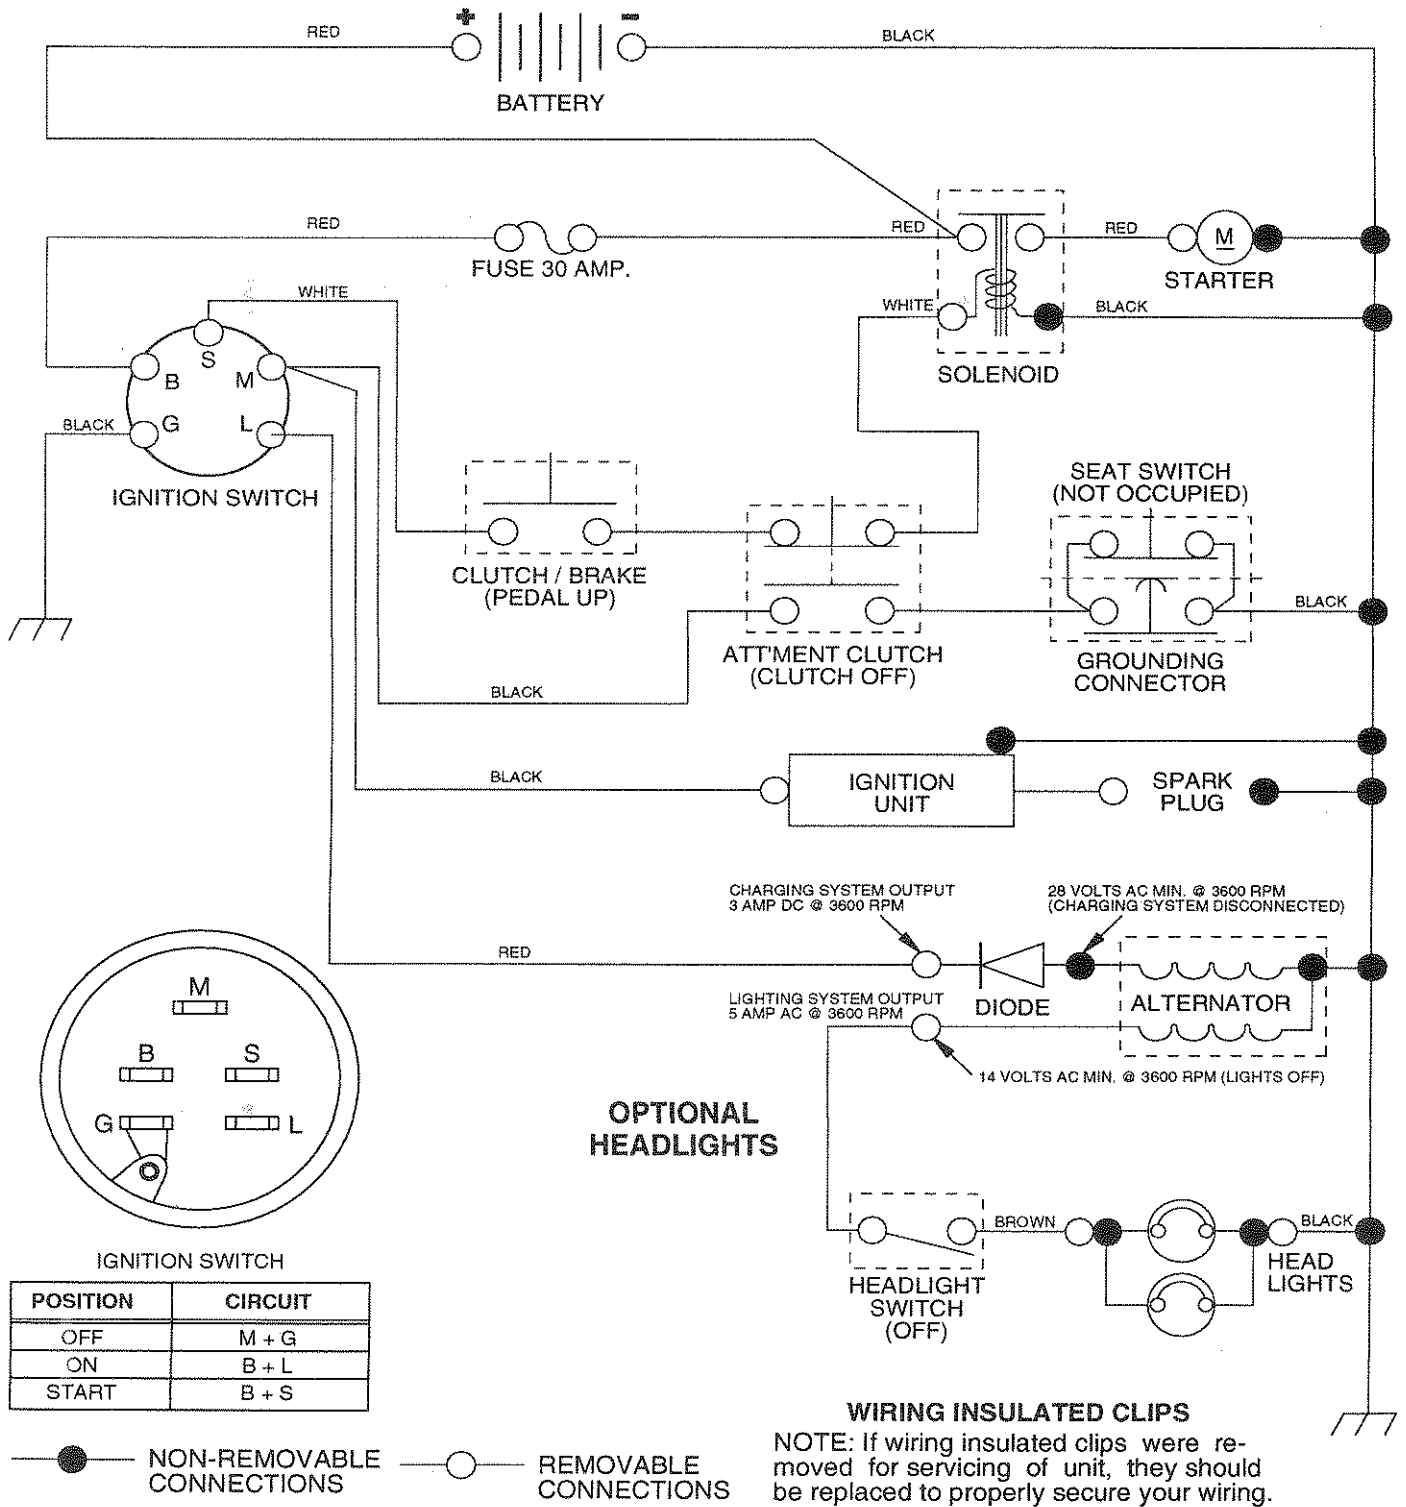 +
-
RED
BLACK
BATTERY
RED
RED
RED
FUSE 30 AMP.
M
STARTER
WHITE
WHITE
BLACK
SOLENOID
S
B
M
G
L
BLACK
IGNITION SWITCH
SEAT SWITCH
(NOT OCCUPIED)
CLUTCH / BRAKE
(PEDAL UP)
BLACK
ATT'MENT CLUTCH
(CLUTCH OFF)
GROUNDING
CONNECTOR
BLACK
BLACK
IGNITION
UNIT
SPARK
PLUG
CHARGING SYSTEM OUTPUT
3 AMP DC @ 3600 RPM
28 VOLTS AC MIN. @ 3600 RPM
(CHARGING SYSTEM DISCONNECTED)
RED
DIODE
ALTERNATOR
LIGHTING SYSTEM OUTPUT
5 AMP AC @ 3600 RPM
14 VOLTS AC MIN. @ 3600 RPM (LIGHTS OFF)
M
B
S
G
L
OPTIONAL
HEADLIGHTS
BROWN
BLACK
HEADLIGHT
SWITCH
(OFF)
HEAD
LIGHTS
IGNITION SWITCH
POSITION CIRCUIT
OFF M + G
ON B + L
START B + S
NON-REMOVABLE
CONNECTIONS
REMOVABLE
CONNECTIONS
WIRING INSULATED CLIPS
NOTE: If wiring insulated clips were re-
moved for servicing of unit, they should
be replaced to properly secure your wiring.